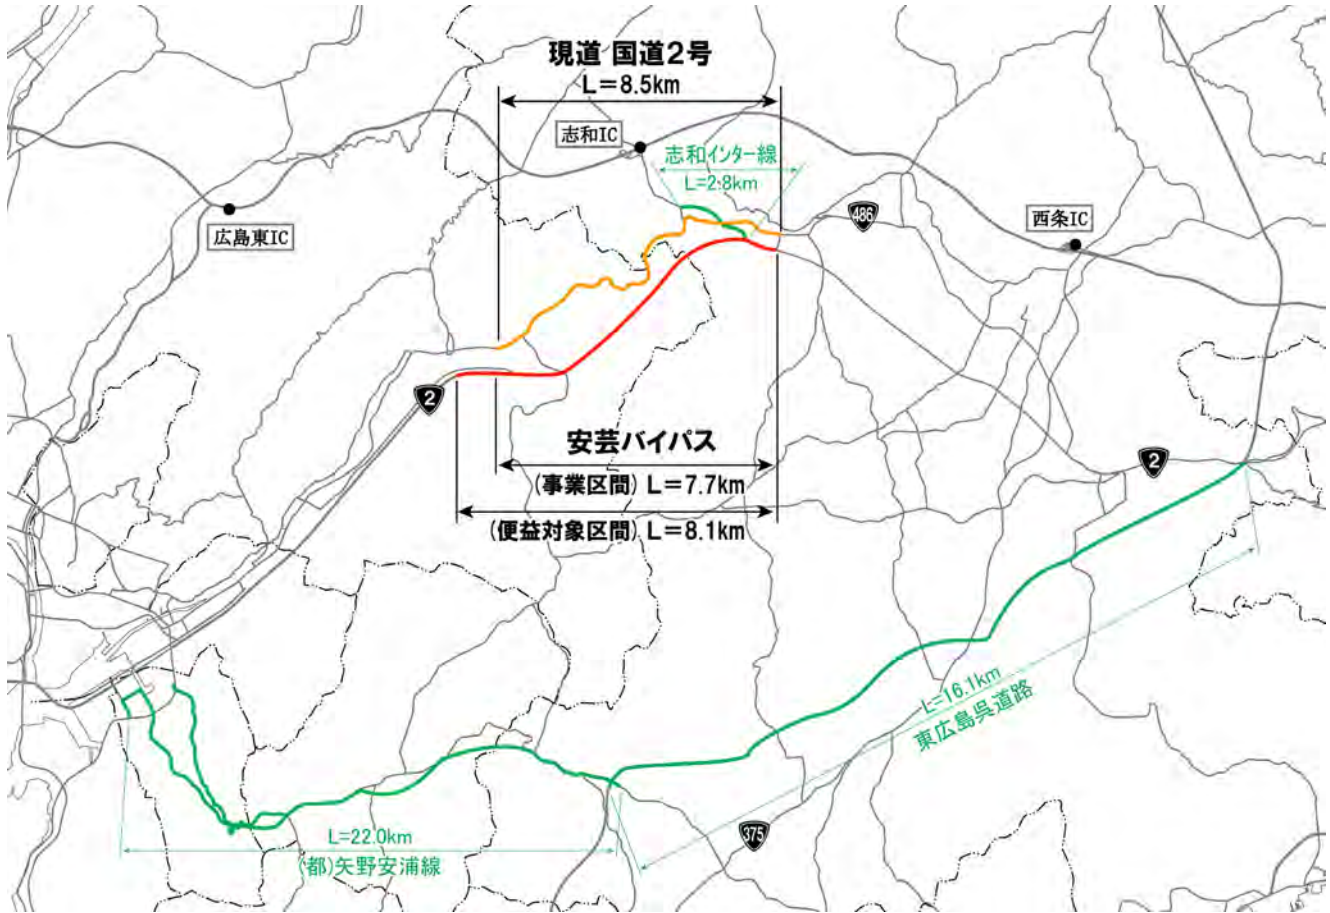 現道 国道2号
L=8.5km
志和IC
志和インター線
L=2.8km
広島東IC
486
西条IC
2
安芸バイパス
(事業区間) L=7.7km
(便益対象区間) L=8.1km
2
L=16.1km
東広島呉道路
L=22.0km
(都)矢野安浦線
375